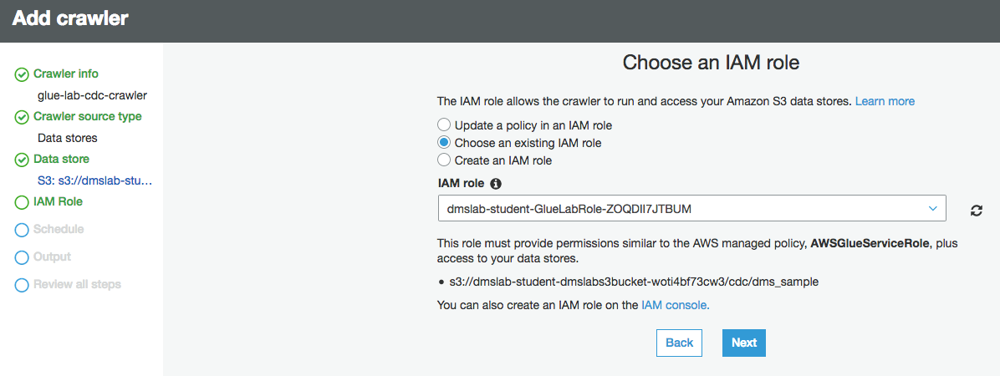 Add crawler
Crawler info
glue-lab-cdc-crawler
Crawler source type
Data stores
Data store
S3: s3://dmslab-stu...
IAM Role
Schedule
Output
Review all steps
Choose an IAM role
The IAM role allows the crawler to run and access your Amazon S3 data stores. Learn more
Update a policy in an IAM role
Choose an existing IAM role
Create an IAM role
IAM role
dmslab-student-GlueLabRole-ZOQDII7JTBUM
This role must provide permissions similar to the AWS managed policy, AWSGlueServiceRole, plus
access to your data stores.
• s3://dmslab-student-dmslabs3bucket-woti4bf73cw3/cdc/dms_sample
You can also create an IAM role on the IAM console.
Back
Next